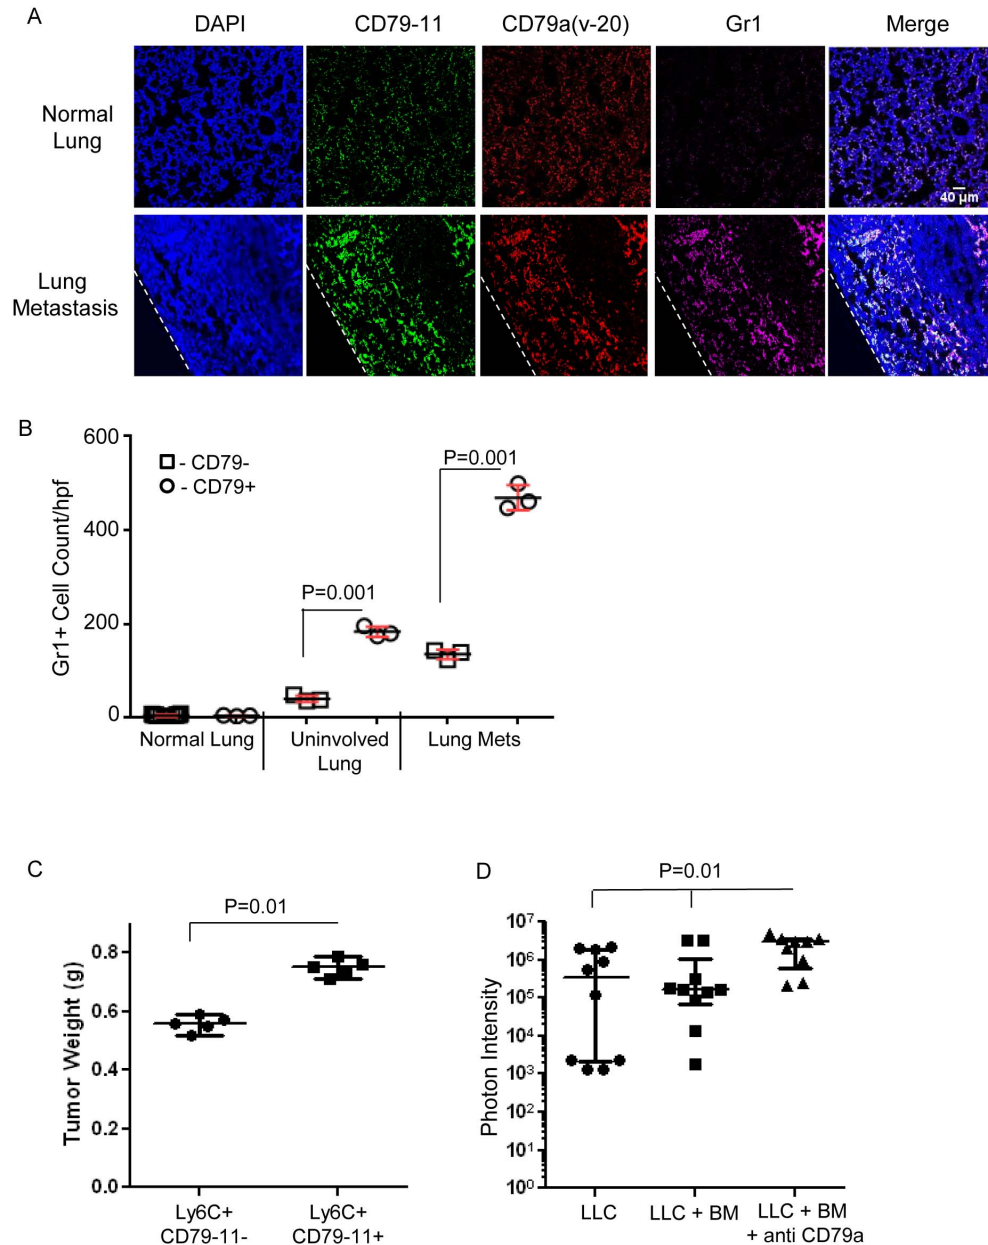 A
DAPI CD79-11 CD79a(v-20) Gr1 Merge
Normal
Lung
40 µm
Lung
Metastasis
B
Gr1+ Cell Count/hpf
600
400
200
0
- CD79-
- CD79+
P=0.001
P=0.001
Normal Lung
Uninvolved
Lung
Lung Mets
C
P=0.01
Tumor Weight (g)
0.8
0.6
0.4
0.2
0.0
Ly6C+
CD79-11-
Ly6C+
CD79-11+
D
P=0.01
Photon Intensity
10⁷
10⁶
10⁵
10⁴
10³
10²
10¹
10⁰
LLC
LLC + BM
LLC + BM
+ anti CD79a